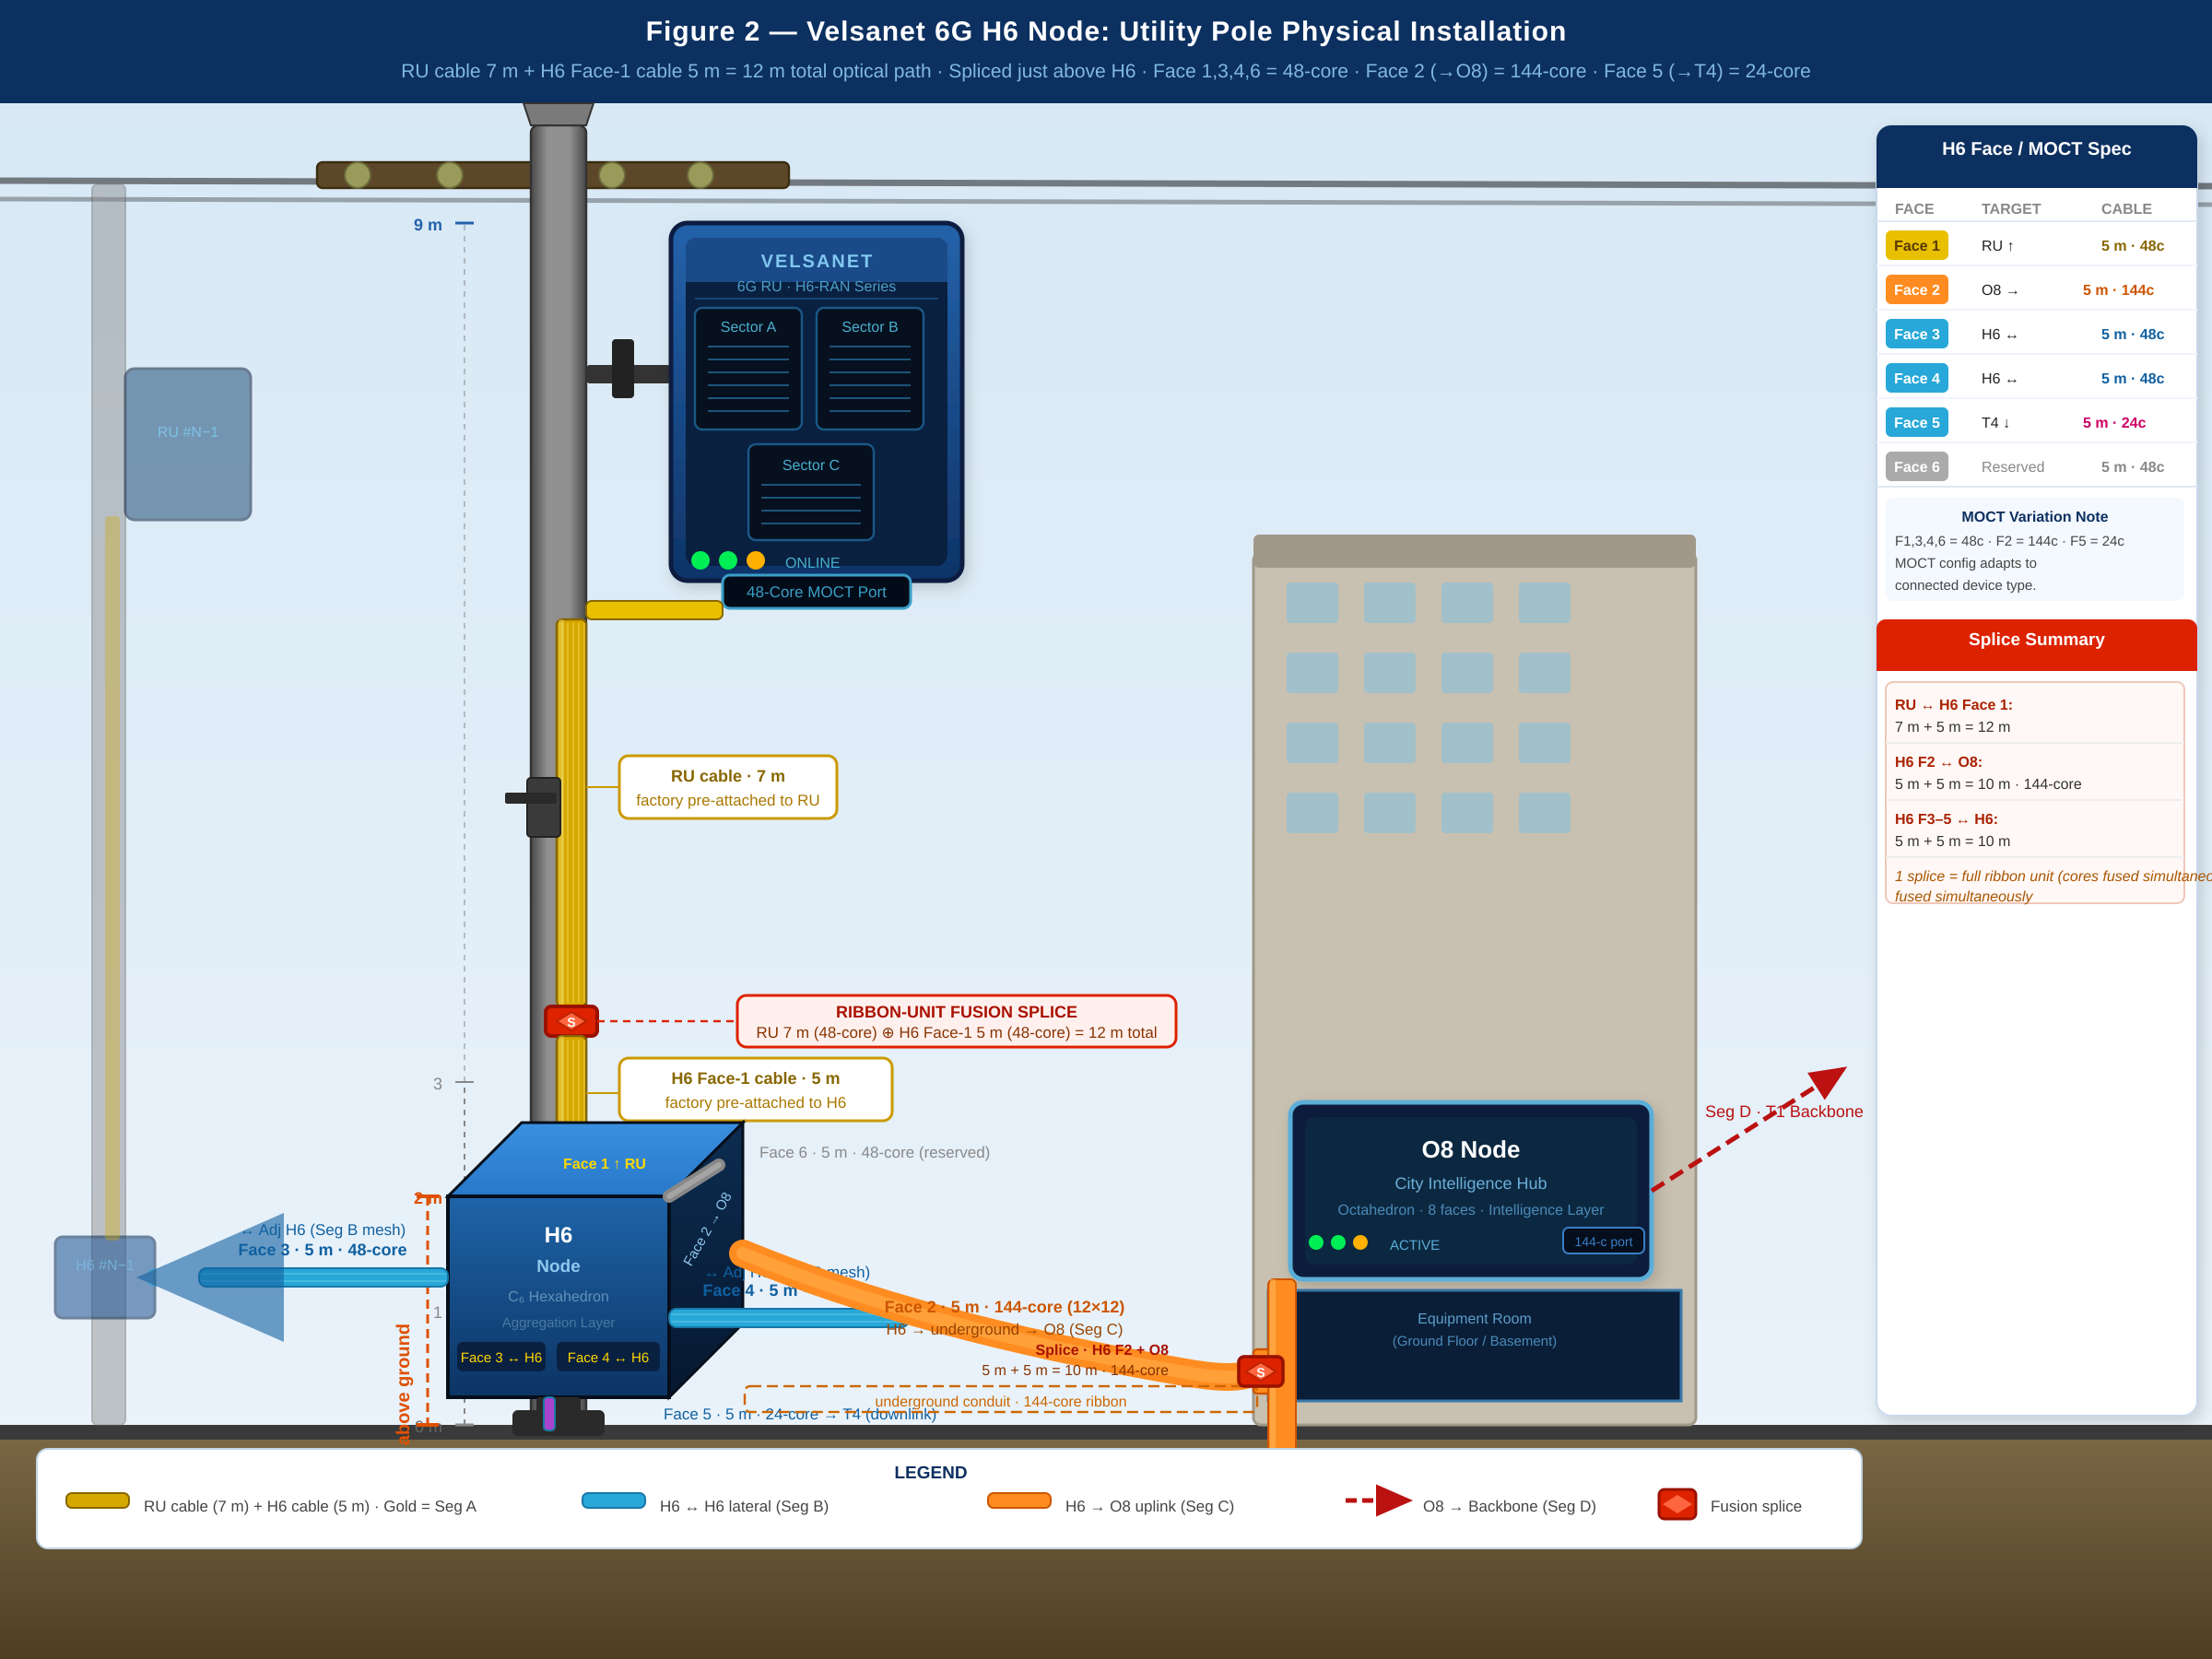 Figure 2 — Velsanet 6G H6 Node: Utility Pole Physical Installation
RU cable 7 m + H6 Face-1 cable 5 m = 12 m total optical path · Spliced just above H6 · Face 1,3,4,6 = 48-core · Face 2 (→O8) = 144-core · Face 5 (→T4) = 24-core
9 m
VELSANET
6G RU · H6-RAN Series
Sector A
Sector B
Sector C
ONLINE
48-Core MOCT Port
RU #N−1
RU cable · 7 m
factory pre-attached to RU
S
RIBBON-UNIT FUSION SPLICE
RU 7 m (48-core) ⊕ H6 Face-1 5 m (48-core) = 12 m total
3
H6 Face-1 cable · 5 m
factory pre-attached to H6
Face 1 ↑ RU
Face 6 · 5 m · 48-core (reserved)
2 m
Face 2 → O8
↔ Adj H6 (Seg B mesh)
Face 3 · 5 m · 48-core
H6 #N−1
H6
Node
C₆ Hexahedron
Aggregation Layer
Face 3 ↔ H6
Face 4 ↔ H6
1
above ground
0 m
↔ Ad mesh)
Face 4 · 5 m
Face 2 · 5 m · 144-core (12×12)
H6 → underground → O8 (Seg C)
Splice · H6 F2 + O8
5 m + 5 m = 10 m · 144-core
S
underground conduit · 144-core ribbon
Face 5 · 5 m · 24-core → T4 (downlink)
O8 Node
City Intelligence Hub
Octahedron · 8 faces · Intelligence Layer
ACTIVE
144-c port
Equipment Room
(Ground Floor / Basement)
Seg D · T1 Backbone
H6 Face / MOCT Spec
FACE TARGET CABLE
Face 1 RU ↑ 5 m · 48c
Face 2 O8 → 5 m · 144c
Face 3 H6 ↔ 5 m · 48c
Face 4 H6 ↔ 5 m · 48c
Face 5 T4 ↓ 5 m · 24c
Face 6 Reserved 5 m · 48c
MOCT Variation Note
F1,3,4,6 = 48c · F2 = 144c · F5 = 24c
MOCT config adapts to
connected device type.
Splice Summary
RU ↔ H6 Face 1:
7 m + 5 m = 12 m
H6 F2 ↔ O8:
5 m + 5 m = 10 m · 144-core
H6 F3–5 ↔ H6:
5 m + 5 m = 10 m
1 splice = full ribbon unit (cores fused simultaneo
fused simultaneously
LEGEND
RU cable (7 m) + H6 cable (5 m) · Gold = Seg A
H6 ↔ H6 lateral (Seg B)
H6 → O8 uplink (Seg C)
O8 → Backbone (Seg D)
Fusion splice